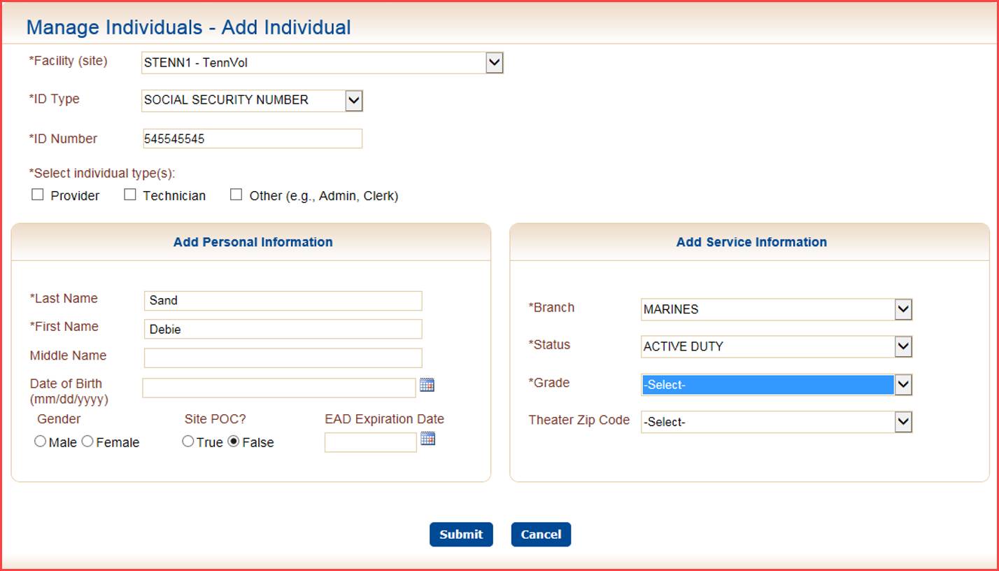 Manage Individuals - Add Individual
*Facility (site) STENN1 - TennVol
*ID Type SOCIAL SECURITY NUMBER
*ID Number 545545545
*Select individual type(s):
Provider Technician Other (e.g., Admin, Clerk)
Add Personal Information
*Last Name Sand
*First Name Debie
Middle Name
Date of Birth
(mm/dd/yyyy)
Gender Site POC? EAD Expiration Date
Male Female True False
Add Service Information
*Branch MARINES
*Status ACTIVE DUTY
*Grade -Select-
Theater Zip Code -Select-
Submit Cancel